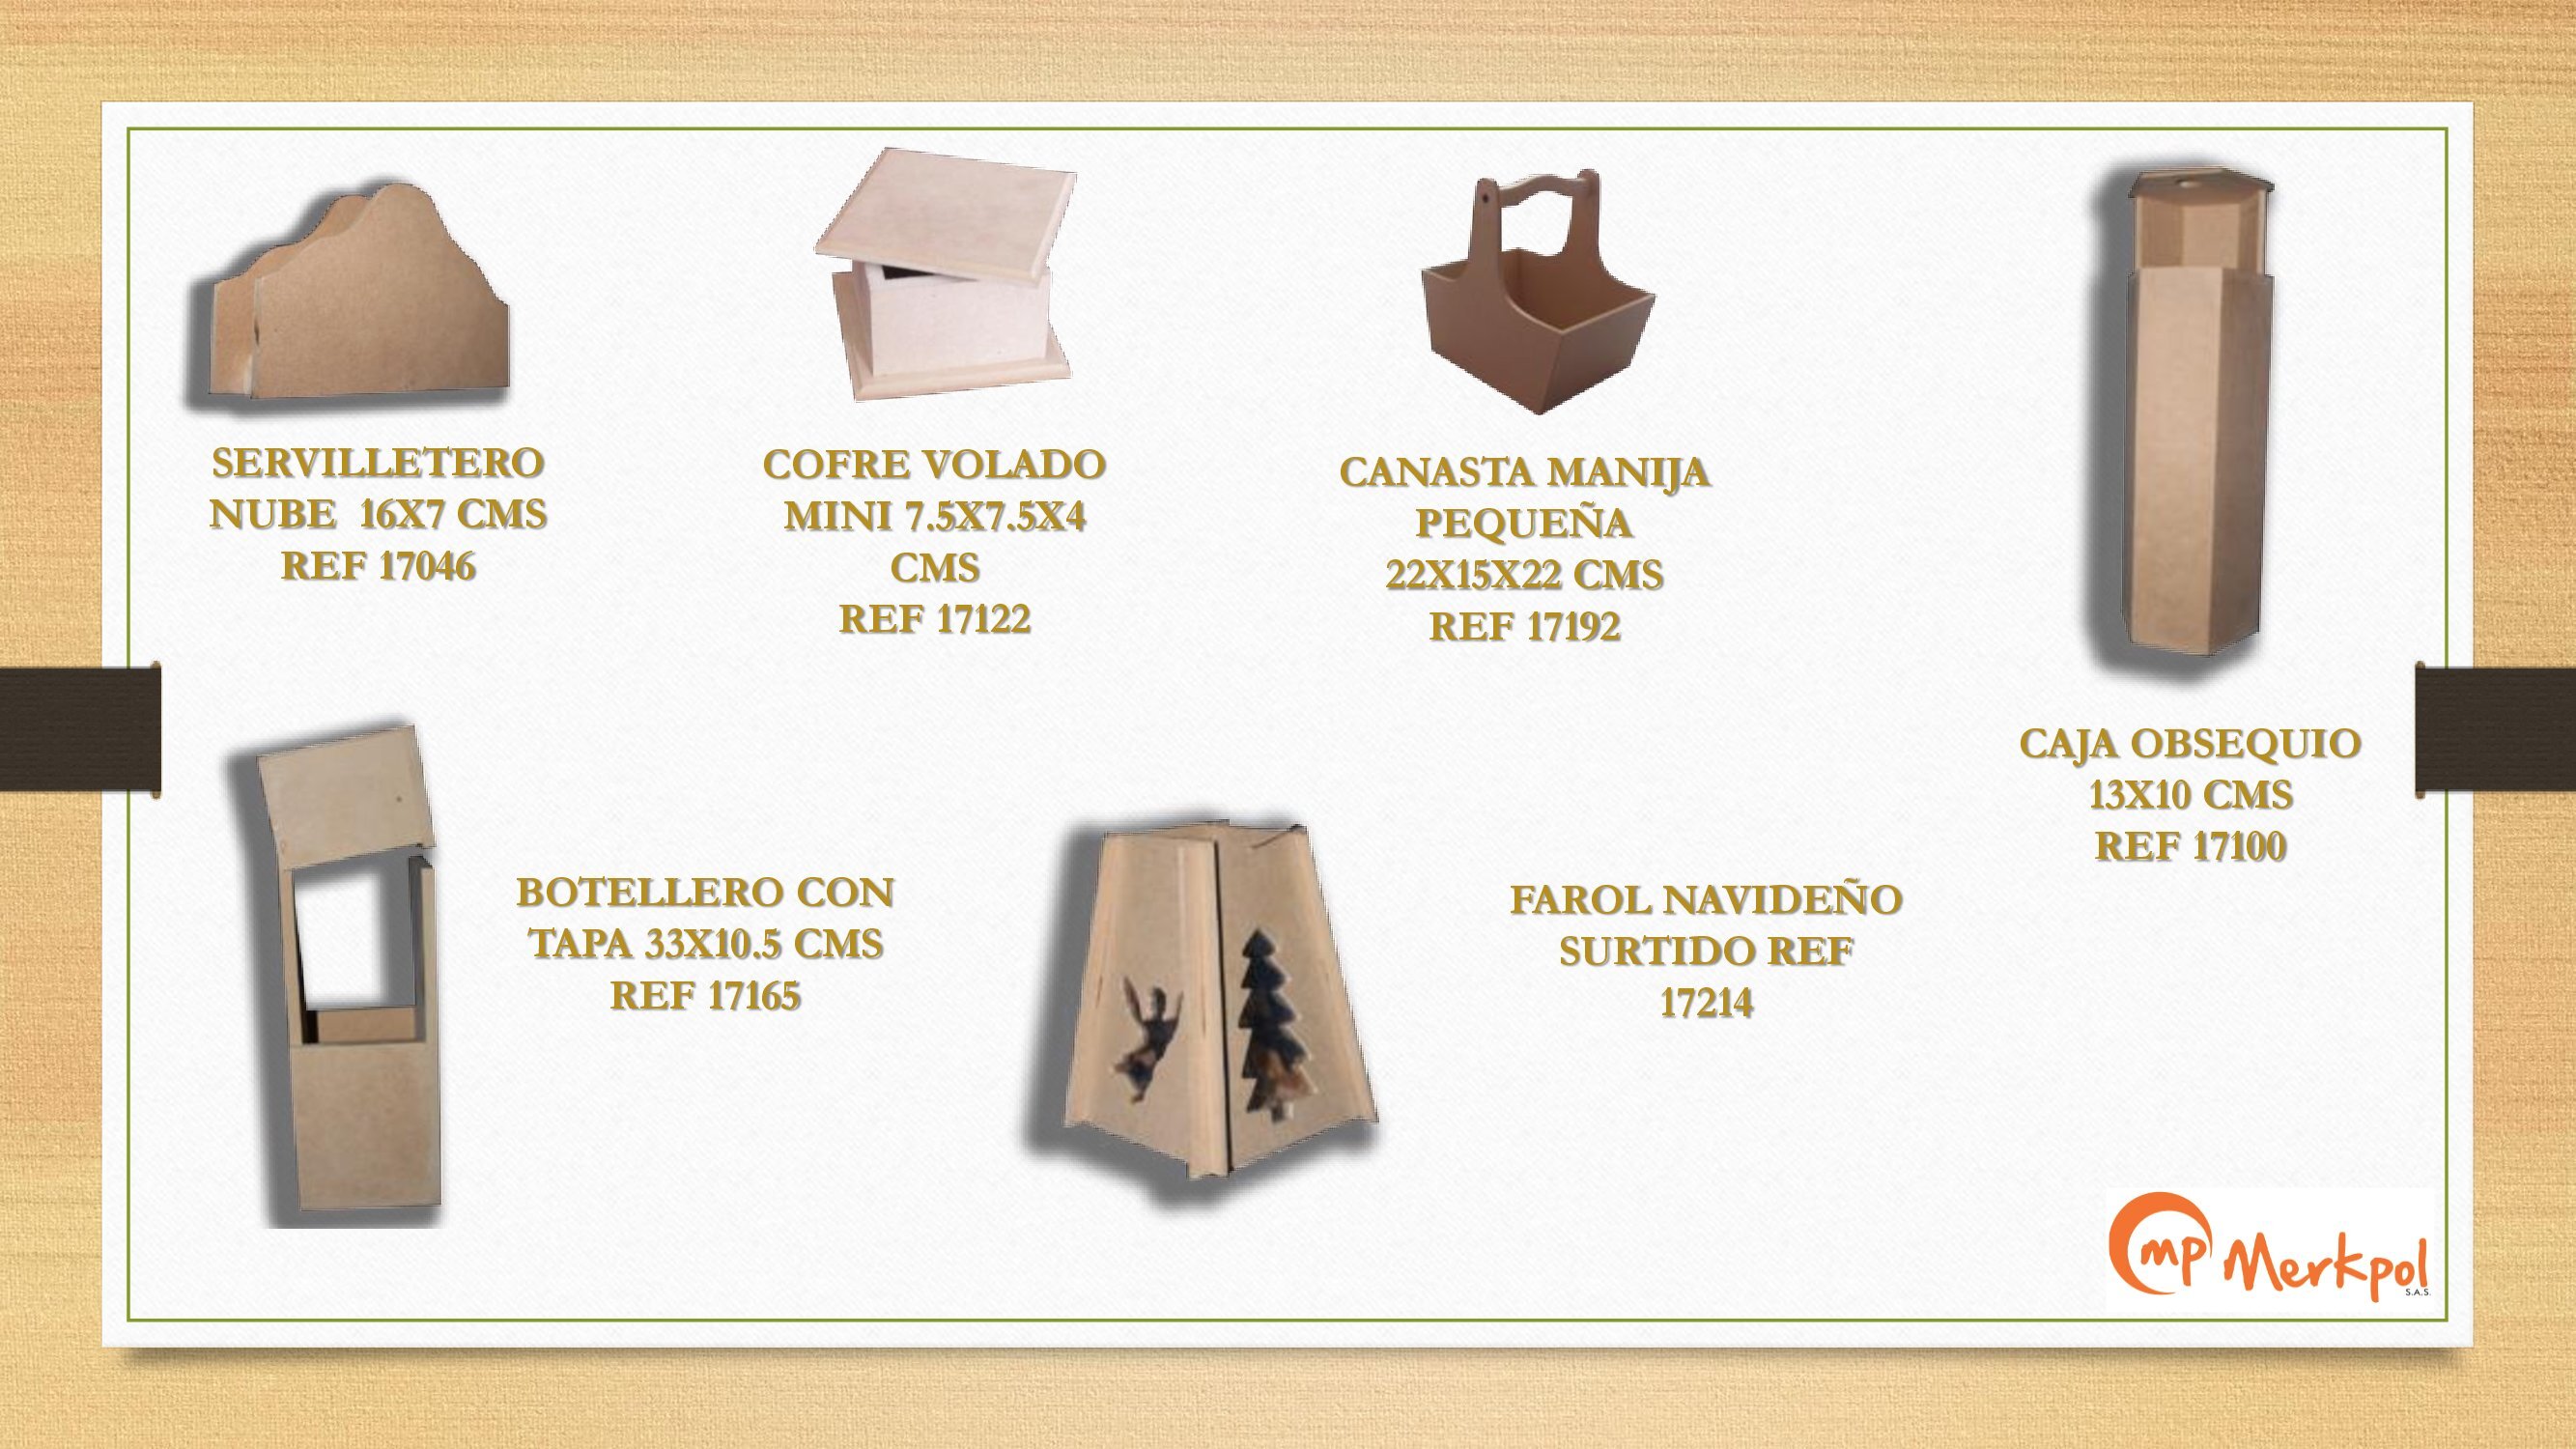 SERVILLETERO
NUBE 16X7 CMS
REF 17046
COFRE VOLADO
MINI 7.5X7.5X4
CMS
REF 17122
CANASTA MANIJA
PEQUEÑA
22X15X22 CMS
REF 17192
CAJA OBSEQUIO
13X10 CMS
REF 17100
BOTELLERO CON
TAPA 33X10.5 CMS
REF 17165
FAROL NAVIDEÑO
SURTIDO REF
17214
mp Merkpol
S.A.S.